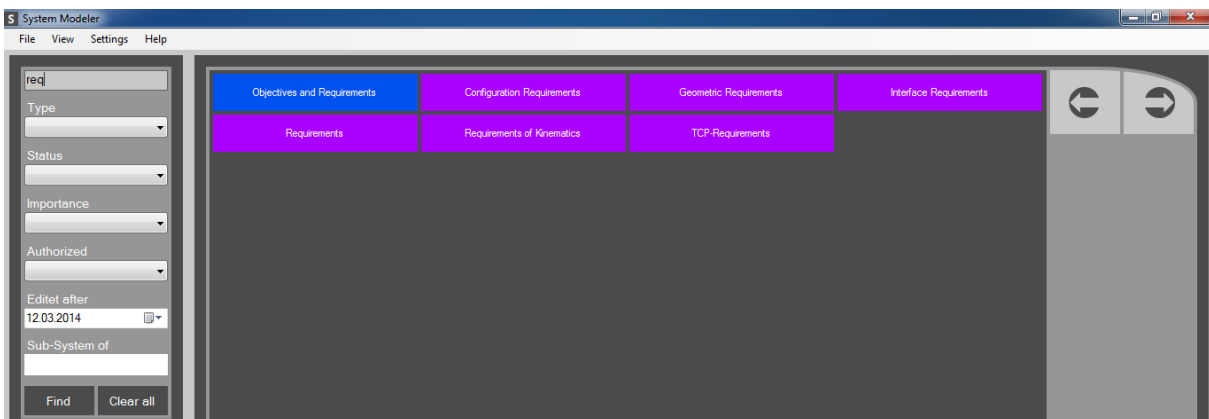 S System Modeler
File View Settings Help
req
Type
Status
Importance
Authorized
Editet after
12.03.2014
Sub-System of
Find Clear all
Objectives and Requirements Configuration Requirements Geometric Requirements Interface Requirements
Requirements Requirements of Kinematics TCP-Requirements